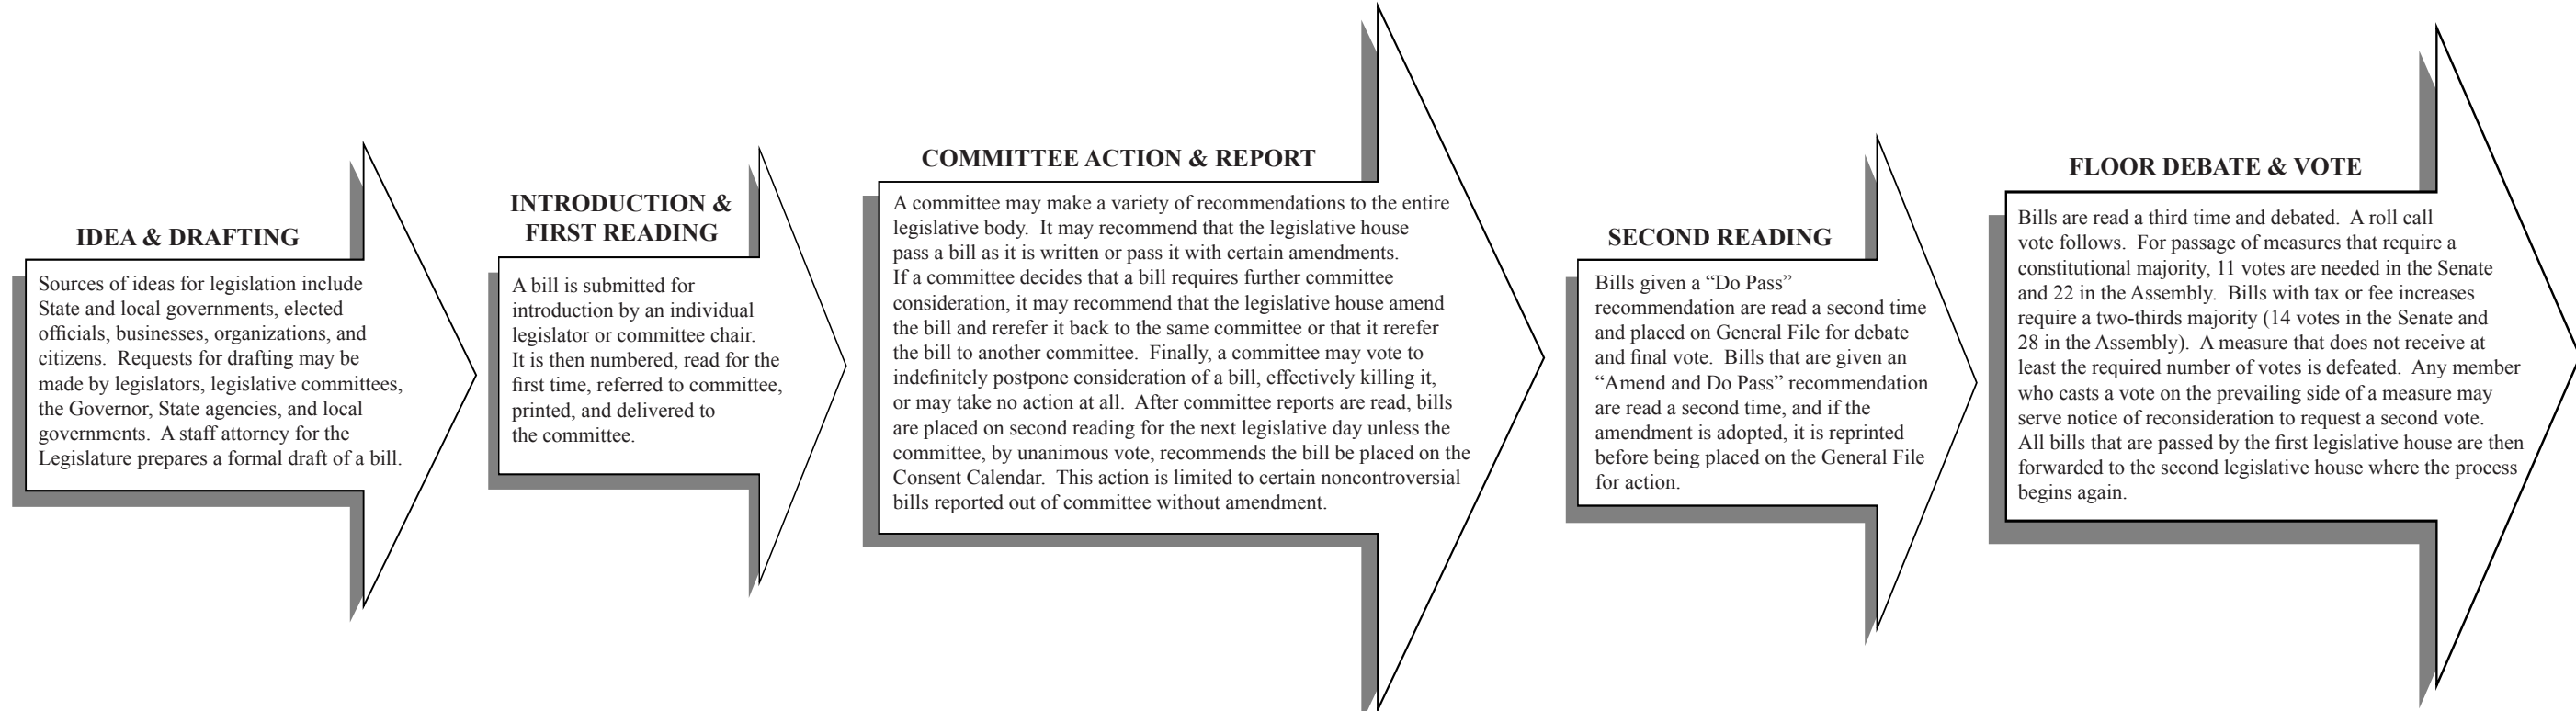 IDEA & DRAFTING
Sources of ideas for legislation include
State and local governments, elected
officials, businesses, organizations, and
citizens.  Requests for drafting may be
made by legislators, legislative committees,
the Governor, State agencies, and local
governments.  A staff attorney for the
Legislature prepares a formal draft of a bill.
INTRODUCTION &
FIRST READING
A bill is submitted for
introduction by an individual
legislator or committee chair.
It is then numbered, read for the
first time, referred to committee,
printed, and delivered to
the committee.
COMMITTEE ACTION & REPORT
A committee may make a variety of recommendations to the entire
legislative body.  It may recommend that the legislative house
pass a bill as it is written or pass it with certain amendments.
If a committee decides that a bill requires further committee
consideration, it may recommend that the legislative house amend
the bill and rerefer it back to the same committee or that it rerefer
the bill to another committee.  Finally, a committee may vote to
indefinitely postpone consideration of a bill, effectively killing it,
or may take no action at all.  After committee reports are read, bills
are placed on second reading for the next legislative day unless the
committee, by unanimous vote, recommends the bill be placed on the
Consent Calendar.  This action is limited to certain noncontroversial
bills reported out of committee without amendment.
SECOND READING
Bills given a “Do Pass”
recommendation are read a second time
and placed on General File for debate
and final vote.  Bills that are given an
“Amend and Do Pass” recommendation
are read a second time, and if the
amendment is adopted, it is reprinted
before being placed on the General File
for action.
FLOOR DEBATE & VOTE
Bills are read a third time and debated.  A roll call
vote follows.  For passage of measures that require a
constitutional majority, 11 votes are needed in the Senate
and 22 in the Assembly.  Bills with tax or fee increases
require a two-thirds majority (14 votes in the Senate and
28 in the Assembly).  A measure that does not receive at
least the required number of votes is defeated.  Any member
who casts a vote on the prevailing side of a measure may
serve notice of reconsideration to request a second vote.
All bills that are passed by the first legislative house are then
forwarded to the second legislative house where the process
begins again.